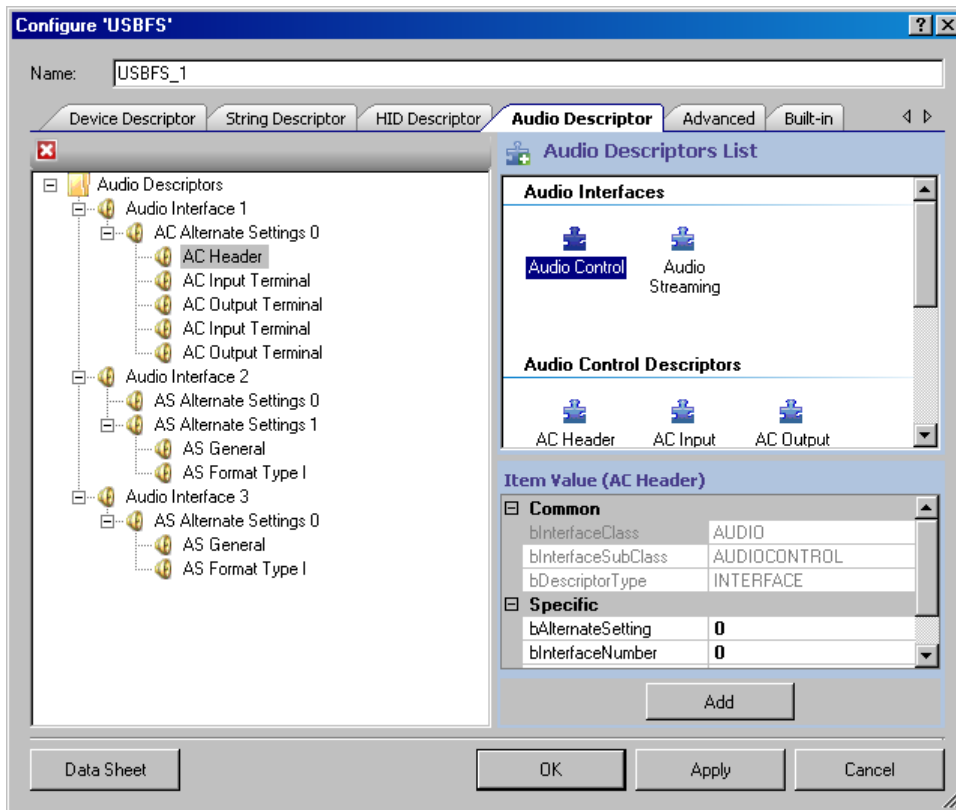 Configure 'USBFS'
Name: USBFS_1
Device Descriptor String Descriptor HID Descriptor Audio Descriptor Advanced Built-in
Audio Descriptors
Audio Interface 1
AC Alternate Settings 0
AC Header
AC Input Terminal
AC Output Terminal
AC Input Terminal
AC Output Terminal
Audio Interface 2
AS Alternate Settings 0
AS Alternate Settings 1
AS General
AS Format Type I
Audio Interface 3
AS Alternate Settings 0
AS General
AS Format Type I
Audio Descriptors List
Audio Interfaces
Audio Control
Audio
Streaming
Audio Control Descriptors
AC Header AC Input AC Output
Item Value (AC Header)
Common
bInterfaceClass AUDIO
bInterfaceSubClass AUDIOCONTROL
bDescriptorType INTERFACE
Specific
bAlternateSetting 0
bInterfaceNumber 0
Add
Data Sheet OK Apply Cancel